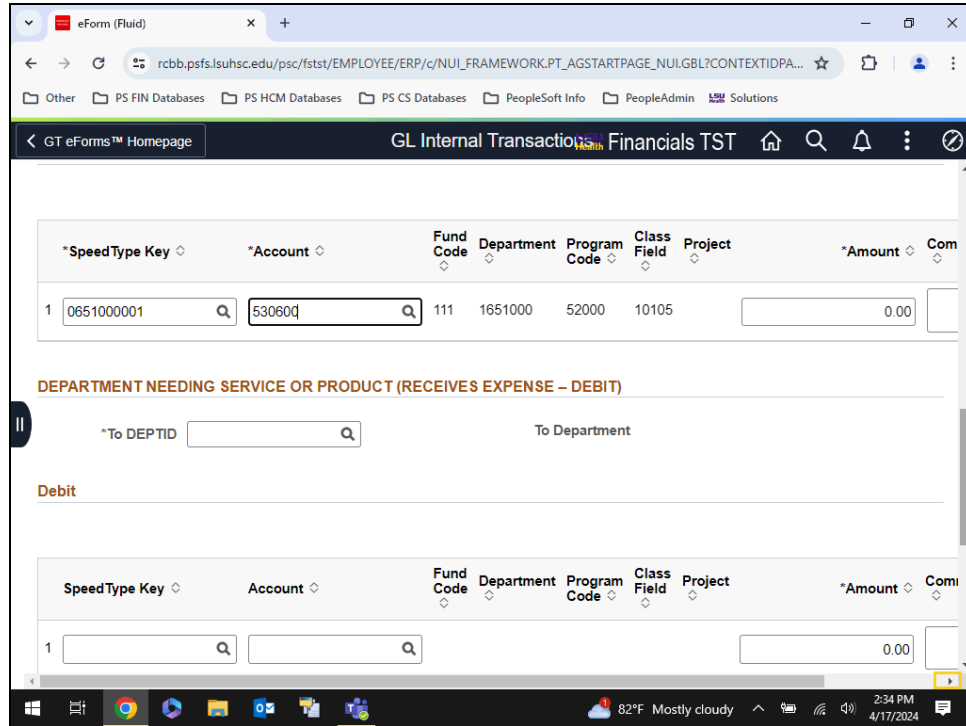 eForm (Fluid)
rcbb.psfs.lsuhsc.edu/psc/fstst/EMPLOYEE/ERP/c/NUI_FRAMEWORK.PT_AGSTARTPAGE_NUI.GBL?CONTEXTIDPA...
Other PS FIN Databases PS HCM Databases PS CS Databases PeopleSoft Info PeopleAdmin LSU Solutions
GT eForms™ Homepage GL Internal Transactions Health Financials TST
*SpeedType Key *Account Fund Code Department Program Code Class Field Project *Amount Com
1 0651000001 530600 111 1651000 52000 10105 0.00
DEPARTMENT NEEDING SERVICE OR PRODUCT (RECEIVES EXPENSE – DEBIT)
*To DEPTID To Department
Debit
SpeedType Key Account Fund Code Department Program Code Class Field Project *Amount Com
1 0.00
82°F Mostly cloudy 2:34 PM
4/17/2024